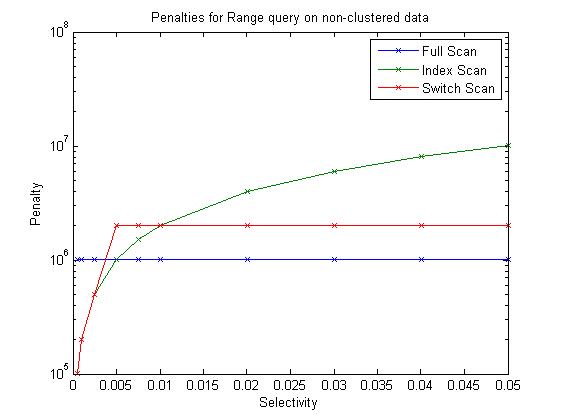 Penalties for Range query on non-clustered data
10^8
Full Scan
Index Scan
Switch Scan
10^7
Penalty
10^6
10^5
0 0.005 0.01 0.015 0.02 0.025 0.03 0.035 0.04 0.045 0.05
Selectivity